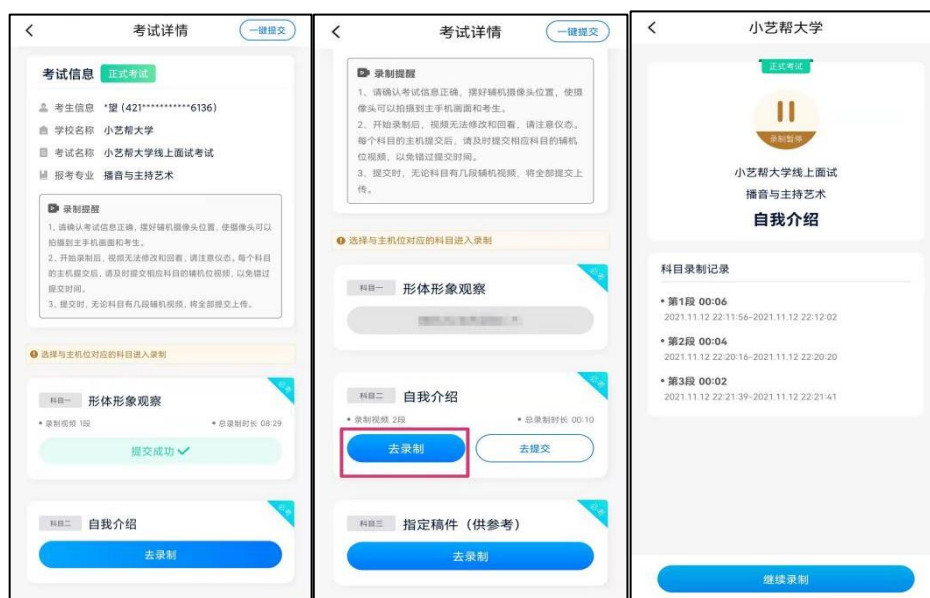 考试详情
一键提交
考试信息 正式考试
考生信息 *望 (421***********6136)
学校名称 小艺帮大学
考试名称 小艺帮大学线上面试考试
报考专业 播音与主持艺术
录制提醒
1、请确认考试信息正确，摆好辅机摄像头位置，使摄像头可以
拍摄到主手机画面和考生。
2、开始录制后，视频无法修改和回看，请注意仪态。每个科目
的主机提交后，请及时提交相应科目的辅机位视频，以免错过
提交时间。
3、提交时，无论科目有几段辅机视频，将全部提交上传。
选择与主机位对应的科目进入录制
必考
科目一 形体形象观察
• 录制视频 1段 • 总录制时长 08:29
提交成功
必考
科目二 自我介绍
去录制
考试详情
一键提交
录制提醒
1、请确认考试信息正确，摆好辅机摄像头位置，使摄
像头可以拍摄到主手机画面和考生。
2、开始录制后，视频无法修改和回看，请注意仪态。
每个科目的主机提交后，请及时提交相应科目的辅机
位视频，以免错过提交时间。
3、提交时，无论科目有几段辅机视频，将全部提交上
传。
选择与主机位对应的科目进入录制
必考
科目一 形体形象观察
必考
科目二 自我介绍
• 录制视频 2段 • 总录制时长 00:10
去录制 去提交
必考
科目三 指定稿件（供参考）
去录制
小艺帮大学
正式考试
录制暂停
小艺帮大学线上面试
播音与主持艺术
自我介绍
科目录制记录
• 第1段 00:06
2021.11.12 22:11:56-2021.11.12 22:12:02
• 第2段 00:04
2021.11.12 22:20:16-2021.11.12 22:20:20
• 第3段 00:02
2021.11.12 22:21:39-2021.11.12 22:21:41
继续录制